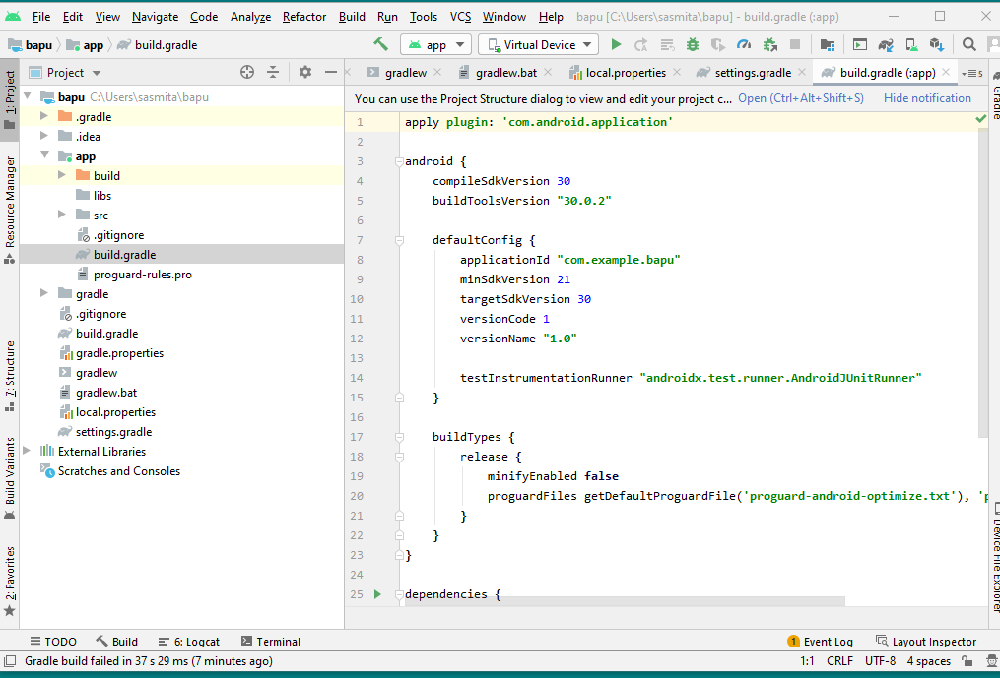 File Edit View Navigate Code Analyze Refactor Build Run Tools VCS Window Help bapu [C:\Users\sasmita\bapu] - build.gradle (:app)
bapu app build.gradle app Virtual Device
1: Project
Resource Manager
Z: Structure
Build Variants
2: Favorites
Project
bapu C:\Users\sasmita\bapu
.gradle
.idea
app
build
libs
src
.gitignore
build.gradle
proguard-rules.pro
gradle
.gitignore
build.gradle
gradle.properties
gradlew
gradlew.bat
local.properties
settings.gradle
External Libraries
Scratches and Consoles
gradlew gradlew.bat local.properties settings.gradle build.gradle (:app) 5
You can use the Project Structure dialog to view and edit your project c... Open (Ctrl+Alt+Shift+S) Hide notification
1 apply plugin: 'com.android.application'
2
3 android {
4 compileSdkVersion 30
5 buildToolsVersion "30.0.2"
6
7 defaultConfig {
8 applicationId "com.example.bapu"
9 minSdkVersion 21
10 targetSdkVersion 30
11 versionCode 1
12 versionName "1.0"
13
14 testInstrumentationRunner "androidx.test.runner.AndroidJUnitRunner"
15 }
16
17 buildTypes {
18 release {
19 minifyEnabled false
20 proguardFiles getDefaultProguardFile('proguard-android-optimize.txt'), 'p
21 }
22 }
23 }
24
25 dependencies {
Gradle
Device File Explorer
TODO Build 6: Logcat Terminal 1 Event Log Layout Inspector
Gradle build failed in 37 s 29 ms (7 minutes ago) 1:1 CRLF UTF-8 4 spaces